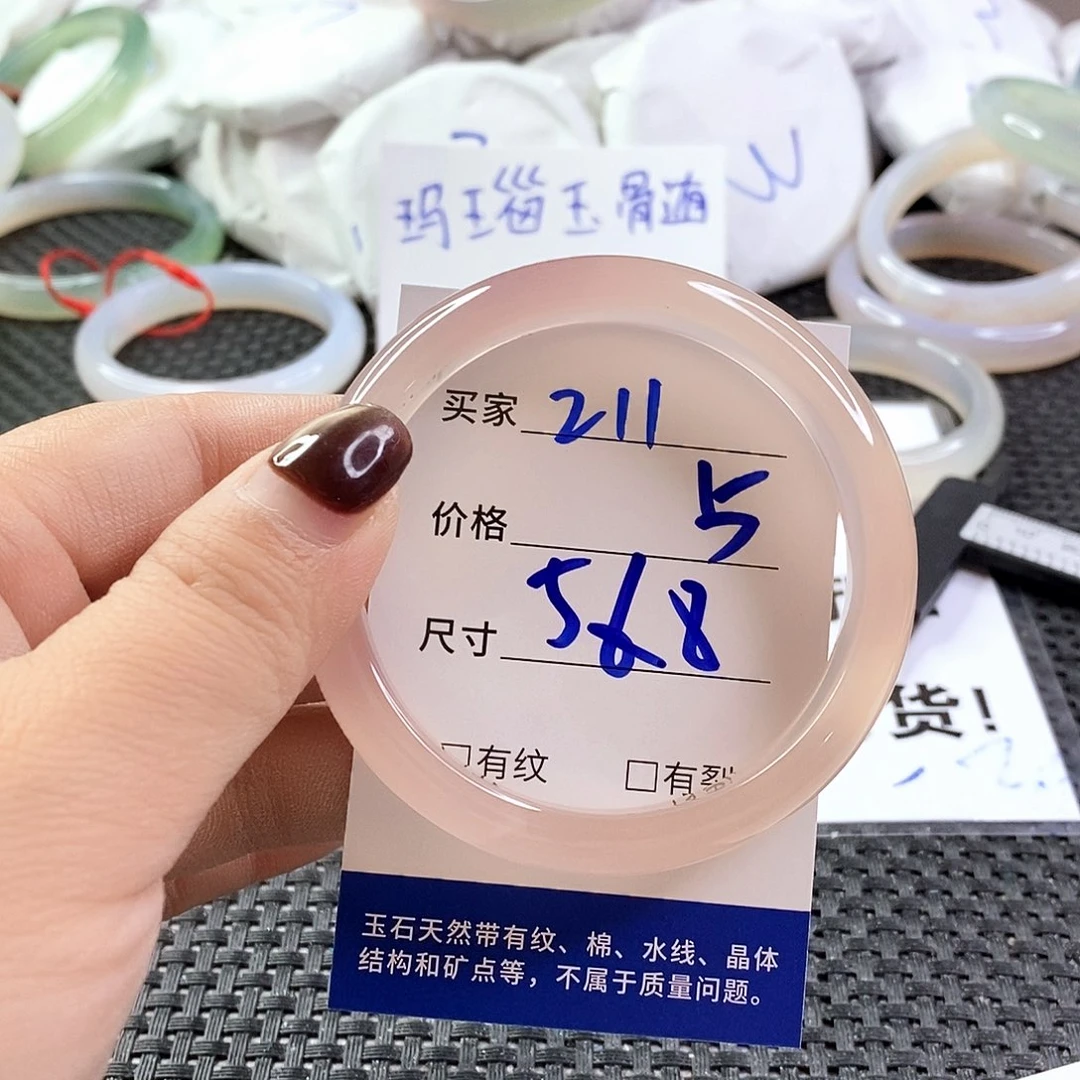 玛瑙玉骨髓
买家 211
价格 5
尺寸 568
□有纹 □有裂
货!
玉石天然带有纹、棉、水线、晶体
结构和矿点等，不属于质量问题。